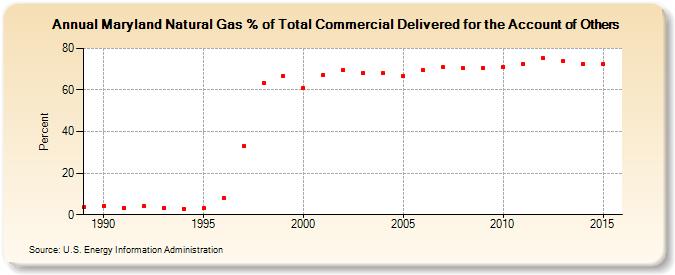 Annual Maryland Natural Gas % of Total Commercial Delivered for the Account of Others
Percent
80
60
40
20
0
1990 1995 2000 2005 2010 2015
Source: U.S. Energy Information Administration